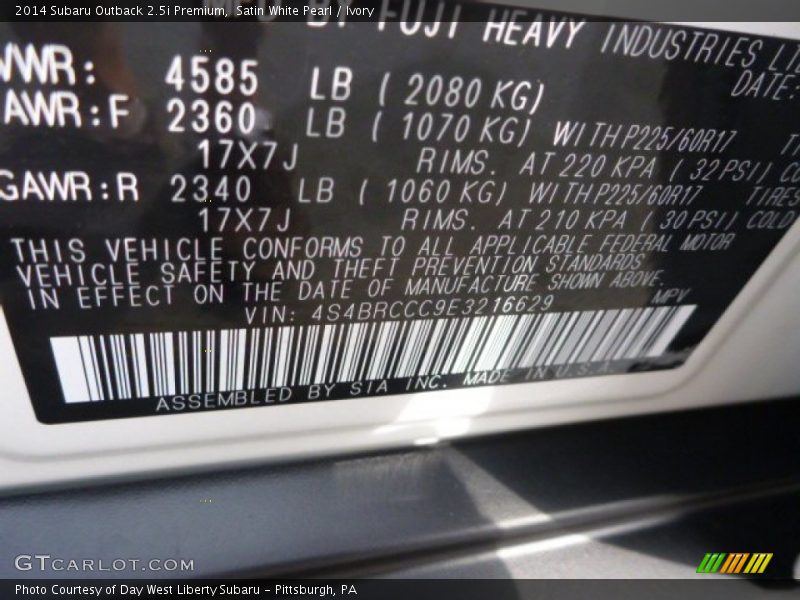 2014 Subaru Outback 2.5i Premium, Satin White Pearl / Ivory
BY FUJI HEAVY INDUSTRIES
DATE:
VWR: 4585 LB ( 2080 KG)
AWR:F 2360 LB ( 1070 KG) WITH P225/60R17
17X7J RIMS. AT 220 KPA ( 32PSI)
GAWR:R 2340 LB ( 1060 KG) WITH P225/60R17 TIRES
17X7J RIMS. AT 210 KPA ( 30 PSI) COLD
THIS VEHICLE CONFORMS TO ALL APPLICABLE FEDERAL MOTOR
VEHICLE SAFETY AND THEFT PREVENTION STANDARDS
IN EFFECT ON THE DATE OF MANUFACTURE SHOWN ABOVE.
VIN: 4S4BRCCC9E3216629 MPV
ASSEMBLED BY SIA INC. MADE IN U.S.A.
GTCARLOT.COM
Photo Courtesy of Day West Liberty Subaru - Pittsburgh, PA